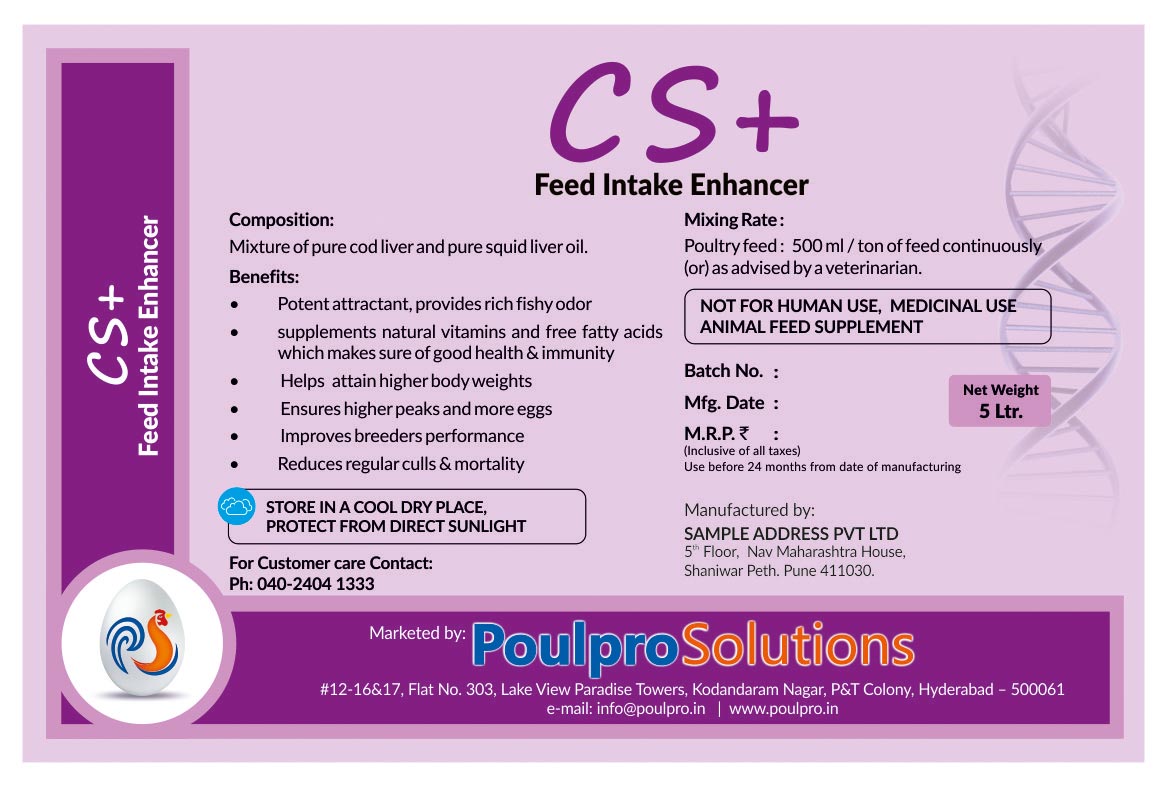 CS+
Feed Intake Enhancer
CS+
Feed Intake Enhancer
Composition:
Mixture of pure cod liver and pure squid liver oil.
Benefits:
• Potent attractant, provides rich fishy odor
• supplements natural vitamins and free fatty acids
which makes sure of good health & immunity
• Helps attain higher body weights
• Ensures higher peaks and more eggs
• Improves breeders performance
• Reduces regular culls & mortality
STORE IN A COOL DRY PLACE,
PROTECT FROM DIRECT SUNLIGHT
For Customer care Contact:
Ph: 040-2404 1333
Mixing Rate :
Poultry feed : 500 ml / ton of feed continuously
(or) as advised by a veterinarian.
NOT FOR HUMAN USE, MEDICINAL USE
ANIMAL FEED SUPPLEMENT
Batch No. :
Mfg. Date :
M.R.P. ₹ :
(Inclusive of all taxes)
Use before 24 months from date of manufacturing
Net Weight
5 Ltr.
Manufactured by:
SAMPLE ADDRESS PVT LTD
5th Floor, Nav Maharashtra House,
Shaniwar Peth. Pune 411030.
Marketed by: PoulproSolutions
#12-16&17, Flat No. 303, Lake View Paradise Towers, Kodandaram Nagar, P&T Colony, Hyderabad – 500061
e-mail: info@poulpro.in | www.poulpro.in